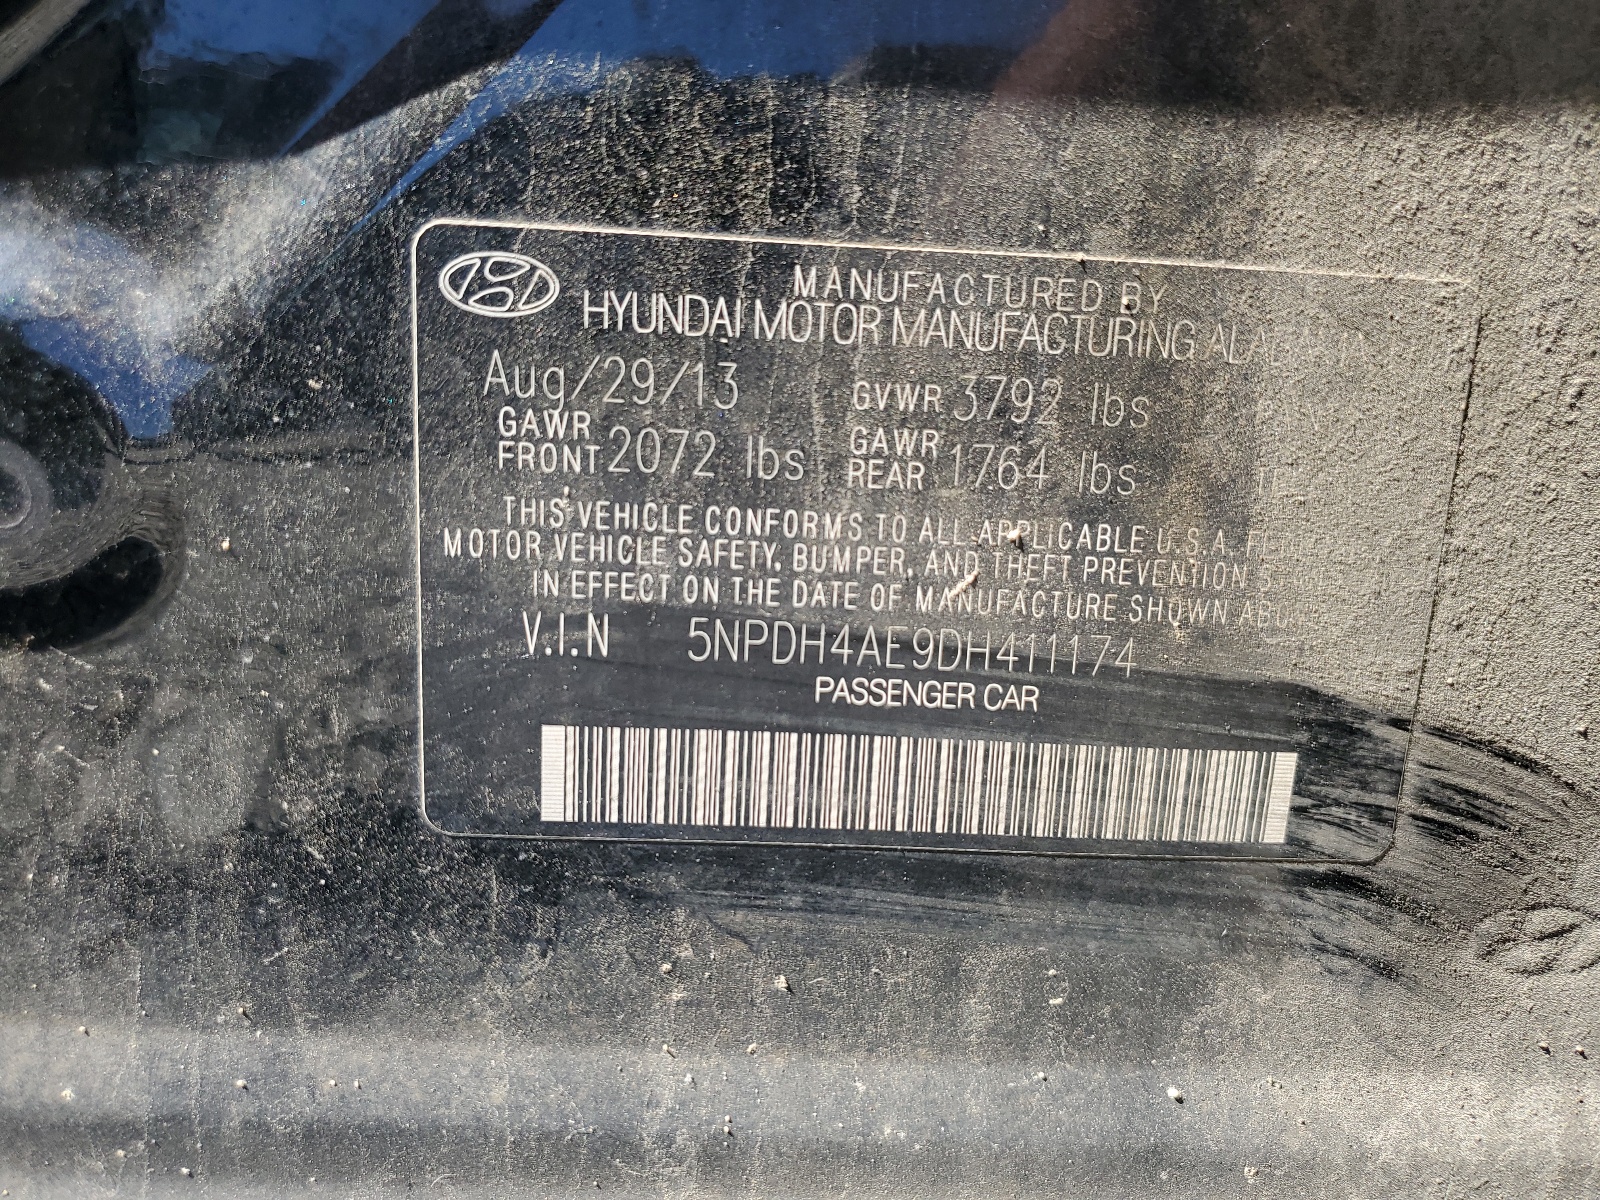 MANUFACTURED BY
HYUNDAI MOTOR MANUFACTURING
Aug/29/13 GVWR 3792 lbs
GAWR FRONT 2072 lbs GAWR REAR 1764 lbs
THIS VEHICLE CONFORMS TO ALL APPLICABLE U.S.A.
MOTOR VEHICLE SAFETY, BUMPER, AND THEFT PREVENTION
IN EFFECT ON THE DATE OF MANUFACTURE SHOWN
V.I.N 5NPDH4AE9DH411174
PASSENGER CAR